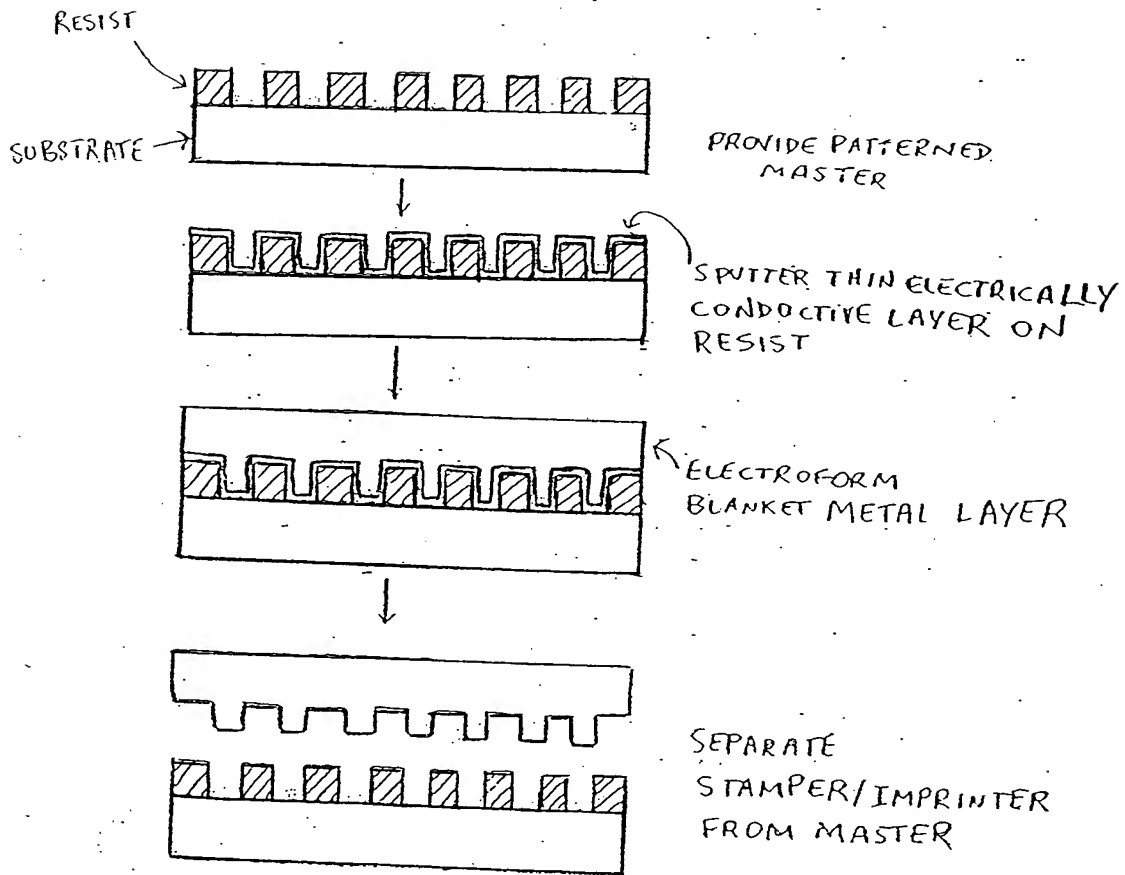 RESIST
SUBSTRATE
PROVIDE PATTERNED
MASTER
SPUTTER THIN ELECTRICALLY
CONDUCTIVE LAYER ON
RESIST
ELECTROFORM
BLANKET METAL LAYER
SEPARATE
STAMPER/IMPRINTER
FROM MASTER